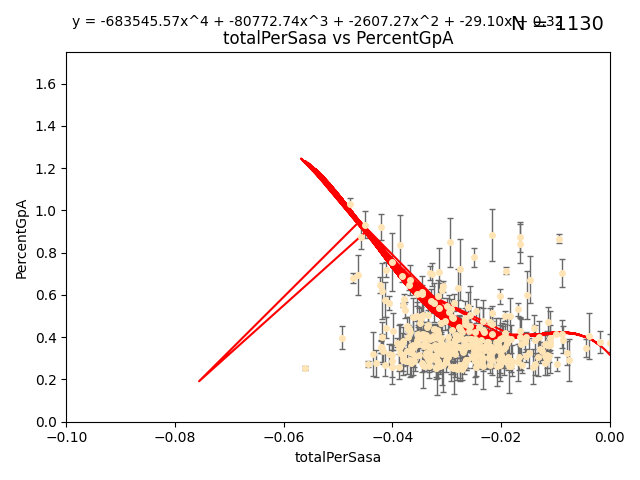 y = -683545.57x^4 + -80772.74x^3 + -2607.27x^2 + -29.10x + 0.32
N = 1130
totalPerSasa vs PercentGpA
PercentGpA
1.6
1.4
1.2
1.0
0.8
0.6
0.4
0.2
0.0
−0.10 −0.08 −0.06 −0.04 −0.02 0.00
totalPerSasa